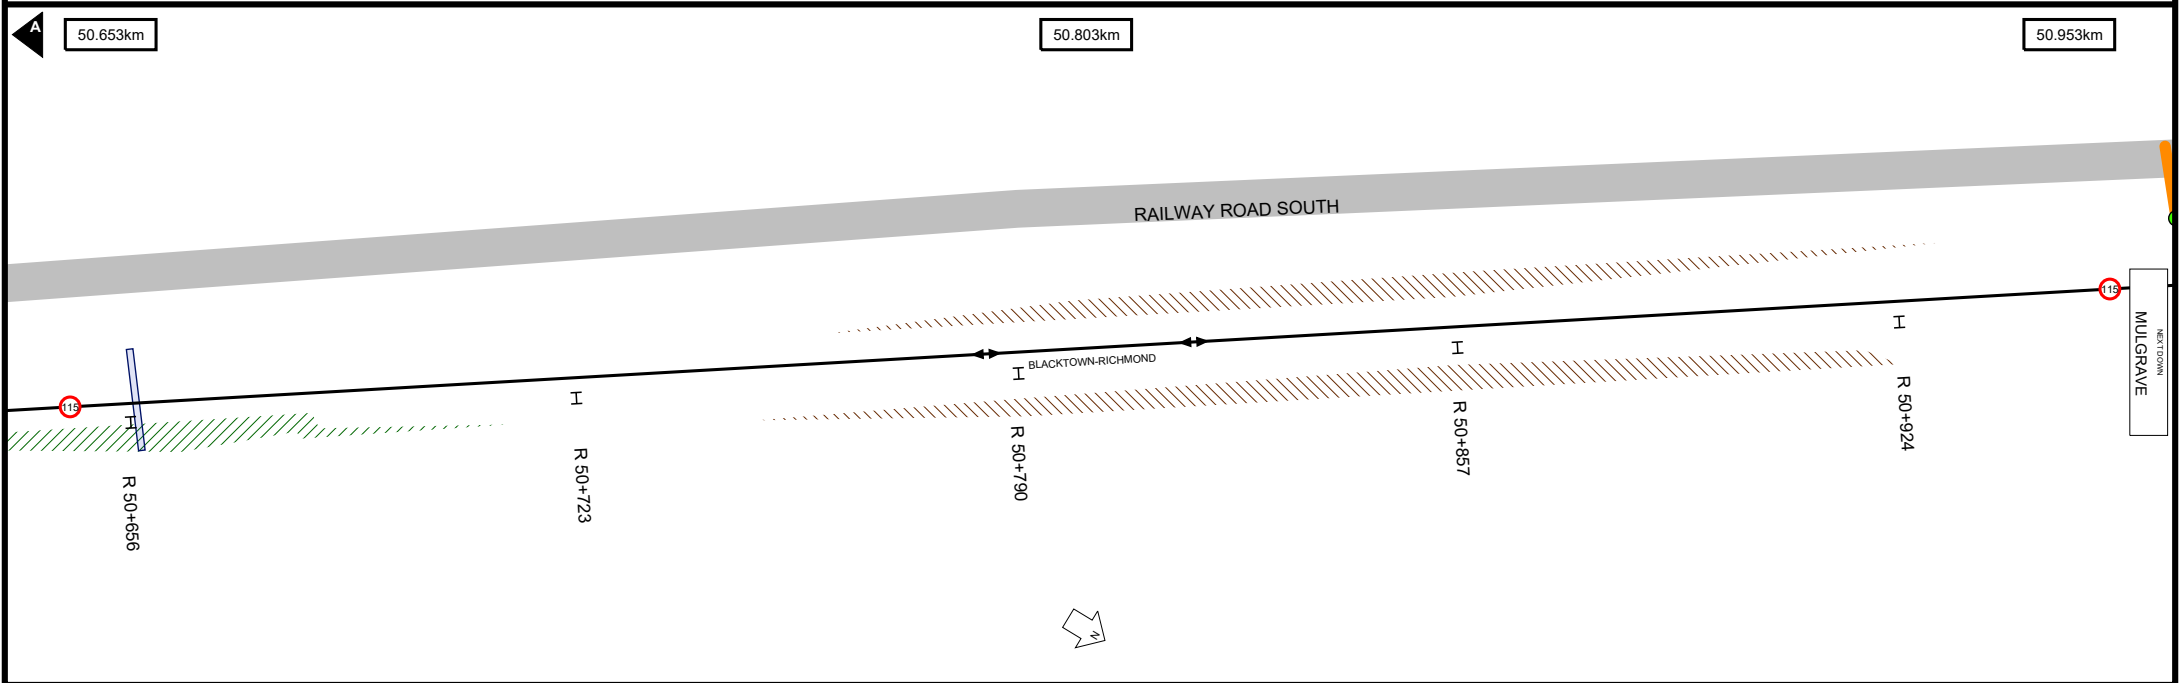 A
50.653km
50.803km
50.953km
RAILWAY ROAD SOUTH
115
115
BLACKTOWN-RICHMOND
NEXT DOWN
MULGRAVE
R 50+656
R 50+723
R 50+790
R 50+857
R 50+924
N